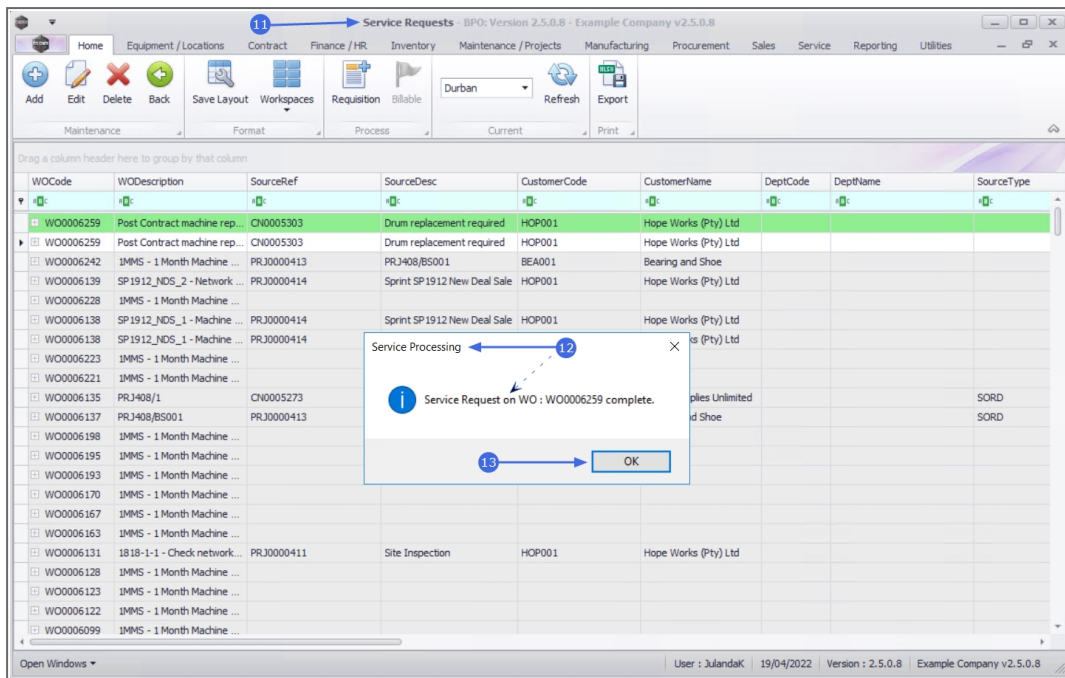 11 Service Requests - BPO: Version 2.5.0.8 - Example Company v2.5.0.8
Home Equipment / Locations Contract Finance / HR Inventory Maintenance / Projects Manufacturing Procurement Sales Service Reporting Utilities
Add Edit Delete Back Save Layout Workspaces Requisition Billable Durban Refresh Export
Maintenance Format Process Current Print
Drag a column header here to group by that column
WOCode WODescription SourceRef SourceDesc CustomerCode CustomerName DeptCode DeptName SourceType
WO0006259 Post Contract machine rep... CN0005303 Drum replacement required HOP001 Hope Works (Pty) Ltd
WO0006259 Post Contract machine rep... CN0005303 Drum replacement required HOP001 Hope Works (Pty) Ltd
WO0006242 1MMS - 1 Month Machine ... PRJ0000413 PRJ408/BS001 BEA001 Bearing and Shoe
WO0006139 SP1912_NDS_2 - Network ... PRJ0000414 Sprint SP1912 New Deal Sale HOP001 Hope Works (Pty) Ltd
WO0006228 1MMS - 1 Month Machine ...
WO0006138 SP1912_NDS_1 - Machine ... PRJ0000414 Sprint SP1912 New Deal Sale HOP001 Hope Works (Pty) Ltd
WO0006138 SP1912_NDS_1 - Machine ... PRJ0000414 ks (Pty) Ltd
WO0006223 1MMS - 1 Month Machine ...
WO0006221 1MMS - 1 Month Machine ...
WO0006135 PRJ408/1 CN0005273 plies Unlimited SORD
WO0006137 PRJ408/BS001 PRJ0000413 d Shoe SORD
WO0006198 1MMS - 1 Month Machine ...
WO0006195 1MMS - 1 Month Machine ...
WO0006193 1MMS - 1 Month Machine ...
WO0006170 1MMS - 1 Month Machine ...
WO0006167 1MMS - 1 Month Machine ...
WO0006163 1MMS - 1 Month Machine ...
WO0006131 1818-1-1 - Check network... PRJ0000411 Site Inspection HOP001 Hope Works (Pty) Ltd
WO0006128 1MMS - 1 Month Machine ...
WO0006123 1MMS - 1 Month Machine ...
WO0006122 1MMS - 1 Month Machine ...
WO0006099 1MMS - 1 Month Machine ...
Service Processing 12
Service Request on WO : WO0006259 complete.
13 OK
Open Windows User : JulandaK 19/04/2022 Version : 2.5.0.8 Example Company v2.5.0.8